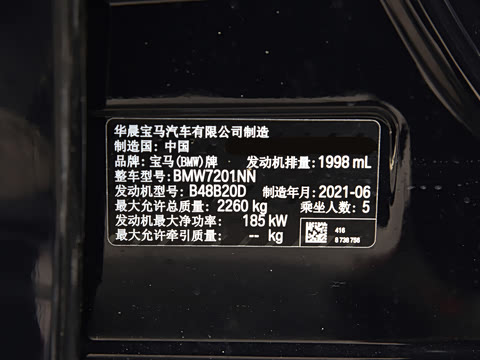 华晨宝马汽车有限公司制造
制造国: 中国
品牌: 宝马(BMW)牌 发动机排量: 1998 mL
整车型号: BMW7201NN
发动机型号: B48B20D 制造年月: 2021-06
最大允许总质量: 2260 kg 乘坐人数: 5
发动机最大净功率: 185 kW
最大允许牵引质量: -- kg
416
8 738 755